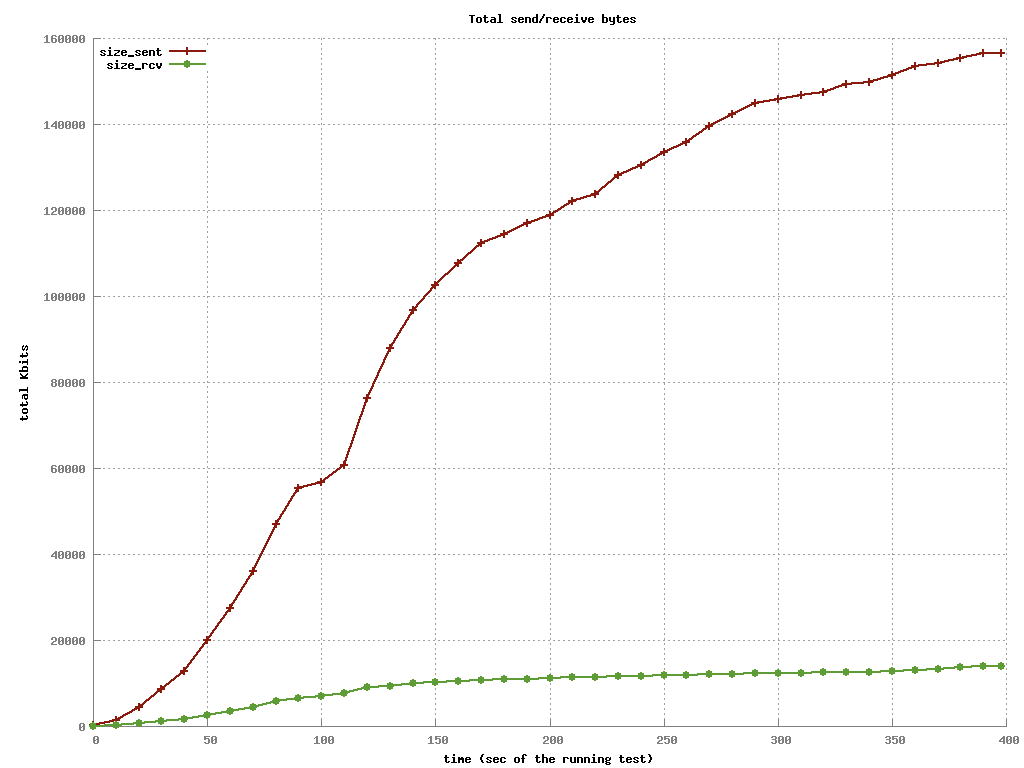 Total send/receive bytes
160000
size_sent
size_rcv
140000
120000
100000
total Kbits
80000
60000
40000
20000
0
0 50 100 150 200 250 300 350 400
time (sec of the running test)